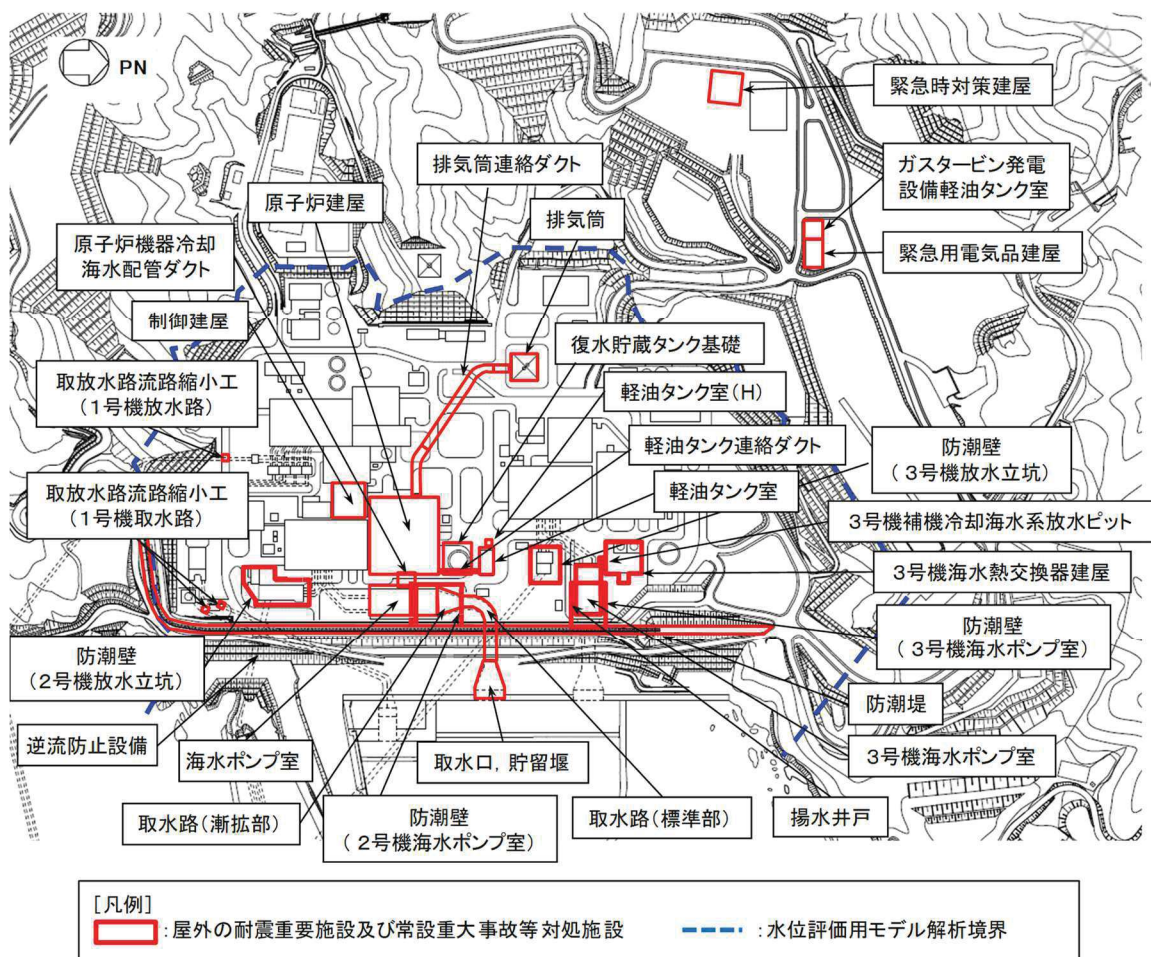 PN
緊急時対策建屋
排気筒連絡ダクト
ガスタービン発電
設備軽油タンク室
原子炉建屋
排気筒
原子炉機器冷却
海水配管ダクト
緊急用電気品建屋
制御建屋
復水貯蔵タンク基礎
取放水路流路縮小工
(1号機放水路)
軽油タンク室(H)
軽油タンク連絡ダクト
防潮壁
(3号機放水立坑)
取放水路流路縮小工
(1号機取水路)
軽油タンク室
3号機補機冷却海水系放水ピット
3号機海水熱交換器建屋
防潮壁
(2号機放水立坑)
防潮壁
(3号機海水ポンプ室)
防潮堤
逆流防止設備
海水ポンプ室
取水口,貯留堰
3号機海水ポンプ室
取水路(漸拡部)
防潮壁
(2号機海水ポンプ室)
取水路(標準部)
揚水井戸
[凡例]
:屋外の耐震重要施設及び常設重大事故等対処施設
:水位評価用モデル解析境界